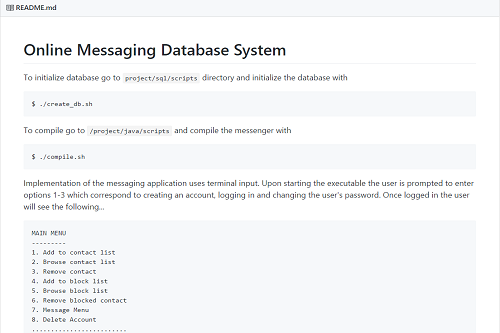 README.md
Online Messaging Database System
To initialize database go to project/sql/scripts directory and initialize the database with
$ ./create_db.sh
To compile go to /project/java/scripts and compile the messenger with
$ ./compile.sh
Implementation of the messaging application uses terminal input. Upon starting the executable the user is prompted to enter
options 1-3 which correspond to creating an account, logging in and changing the user's password. Once logged in the user
will see the following...
MAIN MENU
---------
1. Add to contact list
2. Browse contact list
3. Remove contact
4. Add to block list
5. Browse block list
6. Remove blocked contact
7. Message Menu
8. Delete Account
.........................